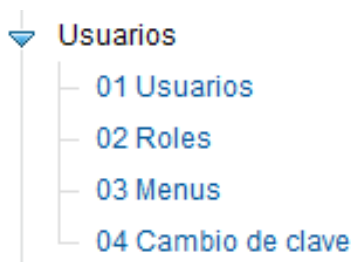 Usuarios
01 Usuarios
02 Roles
03 Menus
04 Cambio de clave